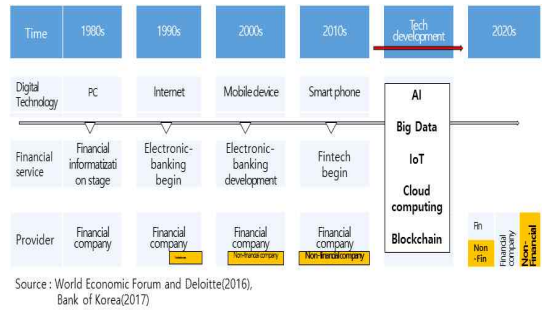 Time
1980s
1990s
2000s
2010s
Tech
development
2020s
Digital
Technology
PC
Internet
Mobile device
Smart phone
AI
Big Data
IoT
Cloud
computing
Blockchain
Financial
service
Financial
informatizati
on stage
Electronic-
banking
begin
Electronic-
banking
development
Fintech
begin
Provider
Financial
company
Financial
company
Financial
company
Non-financial company
Financial
company
Non-financial company
Fin
Non
-Fin
Financial
company
Non-
Financial
Source : World Economic Forum and Deloitte(2016),
Bank of Korea(2017)